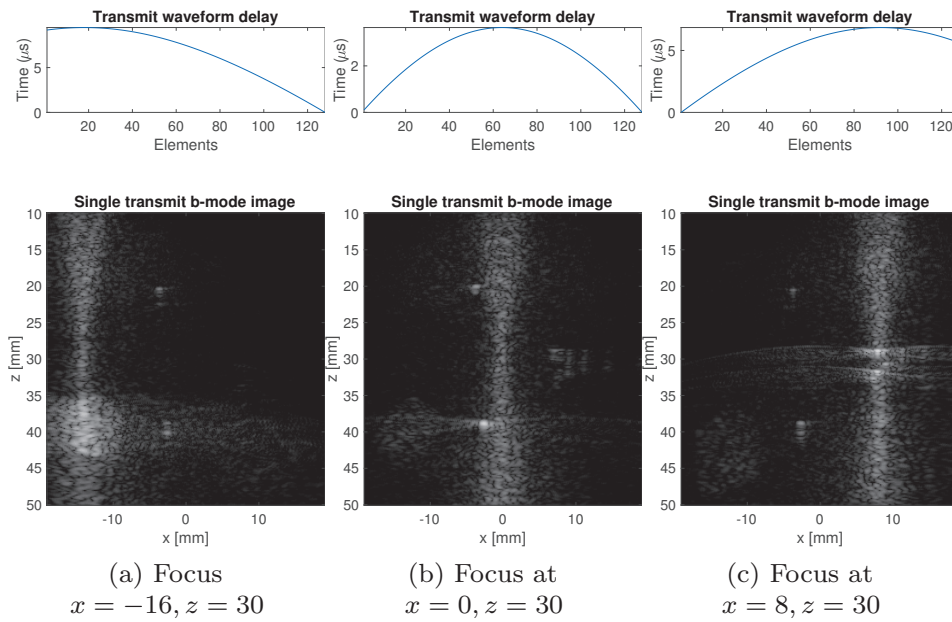 Transmit waveform delay
Time (μs)
5
0
20 40 60 80 100 120
Elements
Transmit waveform delay
2
0
20 40 60 80 100 120
Elements
Transmit waveform delay
Time (μs)
5
0
20 40 60 80 100 120
Elements
Single transmit b-mode image
z [mm]
10
15
20
25
30
35
40
45
50
-10 0 10
x [mm]
Single transmit b-mode image
z [mm]
10
15
20
25
30
35
40
45
50
-10 0 10
x [mm]
Single transmit b-mode image
z [mm]
10
15
20
25
30
35
40
45
50
-10 0 10
x [mm]
(a) Focus
x = −16, z = 30
(b) Focus at
x = 0, z = 30
(c) Focus at
x = 8, z = 30